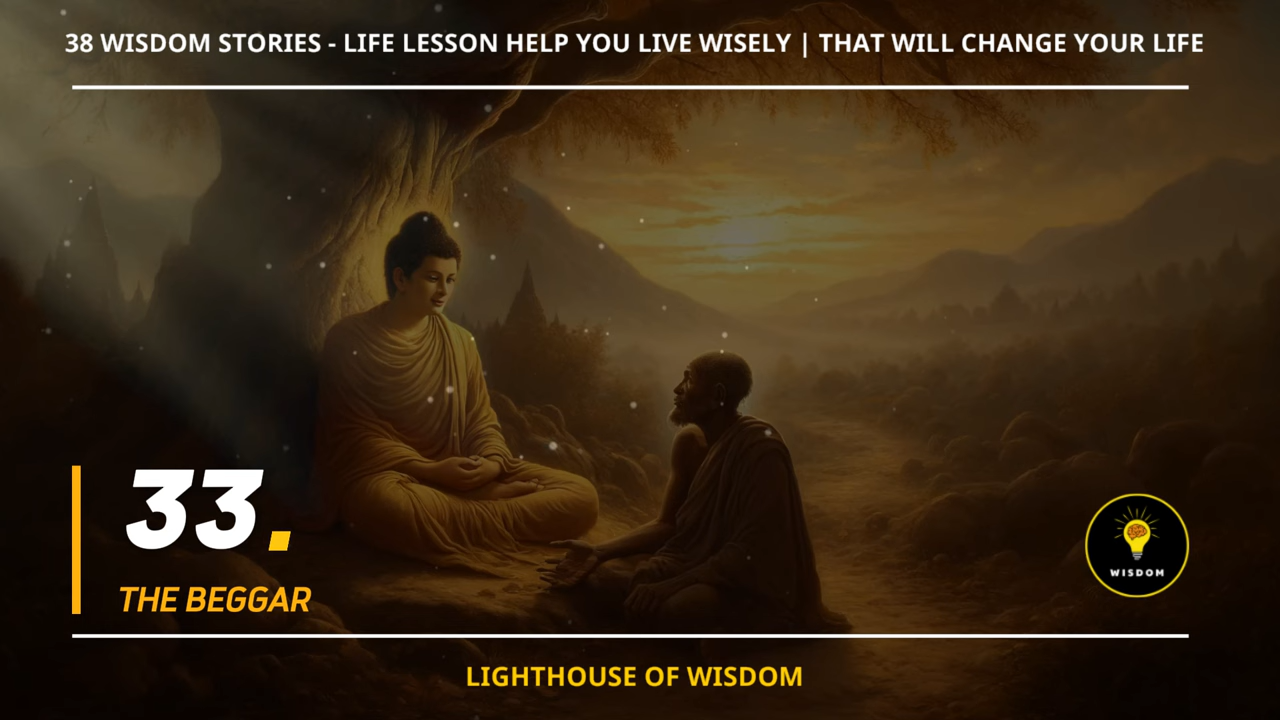 38 WISDOM STORIES - LIFE LESSON HELP YOU LIVE WISELY | THAT WILL CHANGE YOUR LIFE
33.
THE BEGGAR
WISDOM
LIGHTHOUSE OF WISDOM